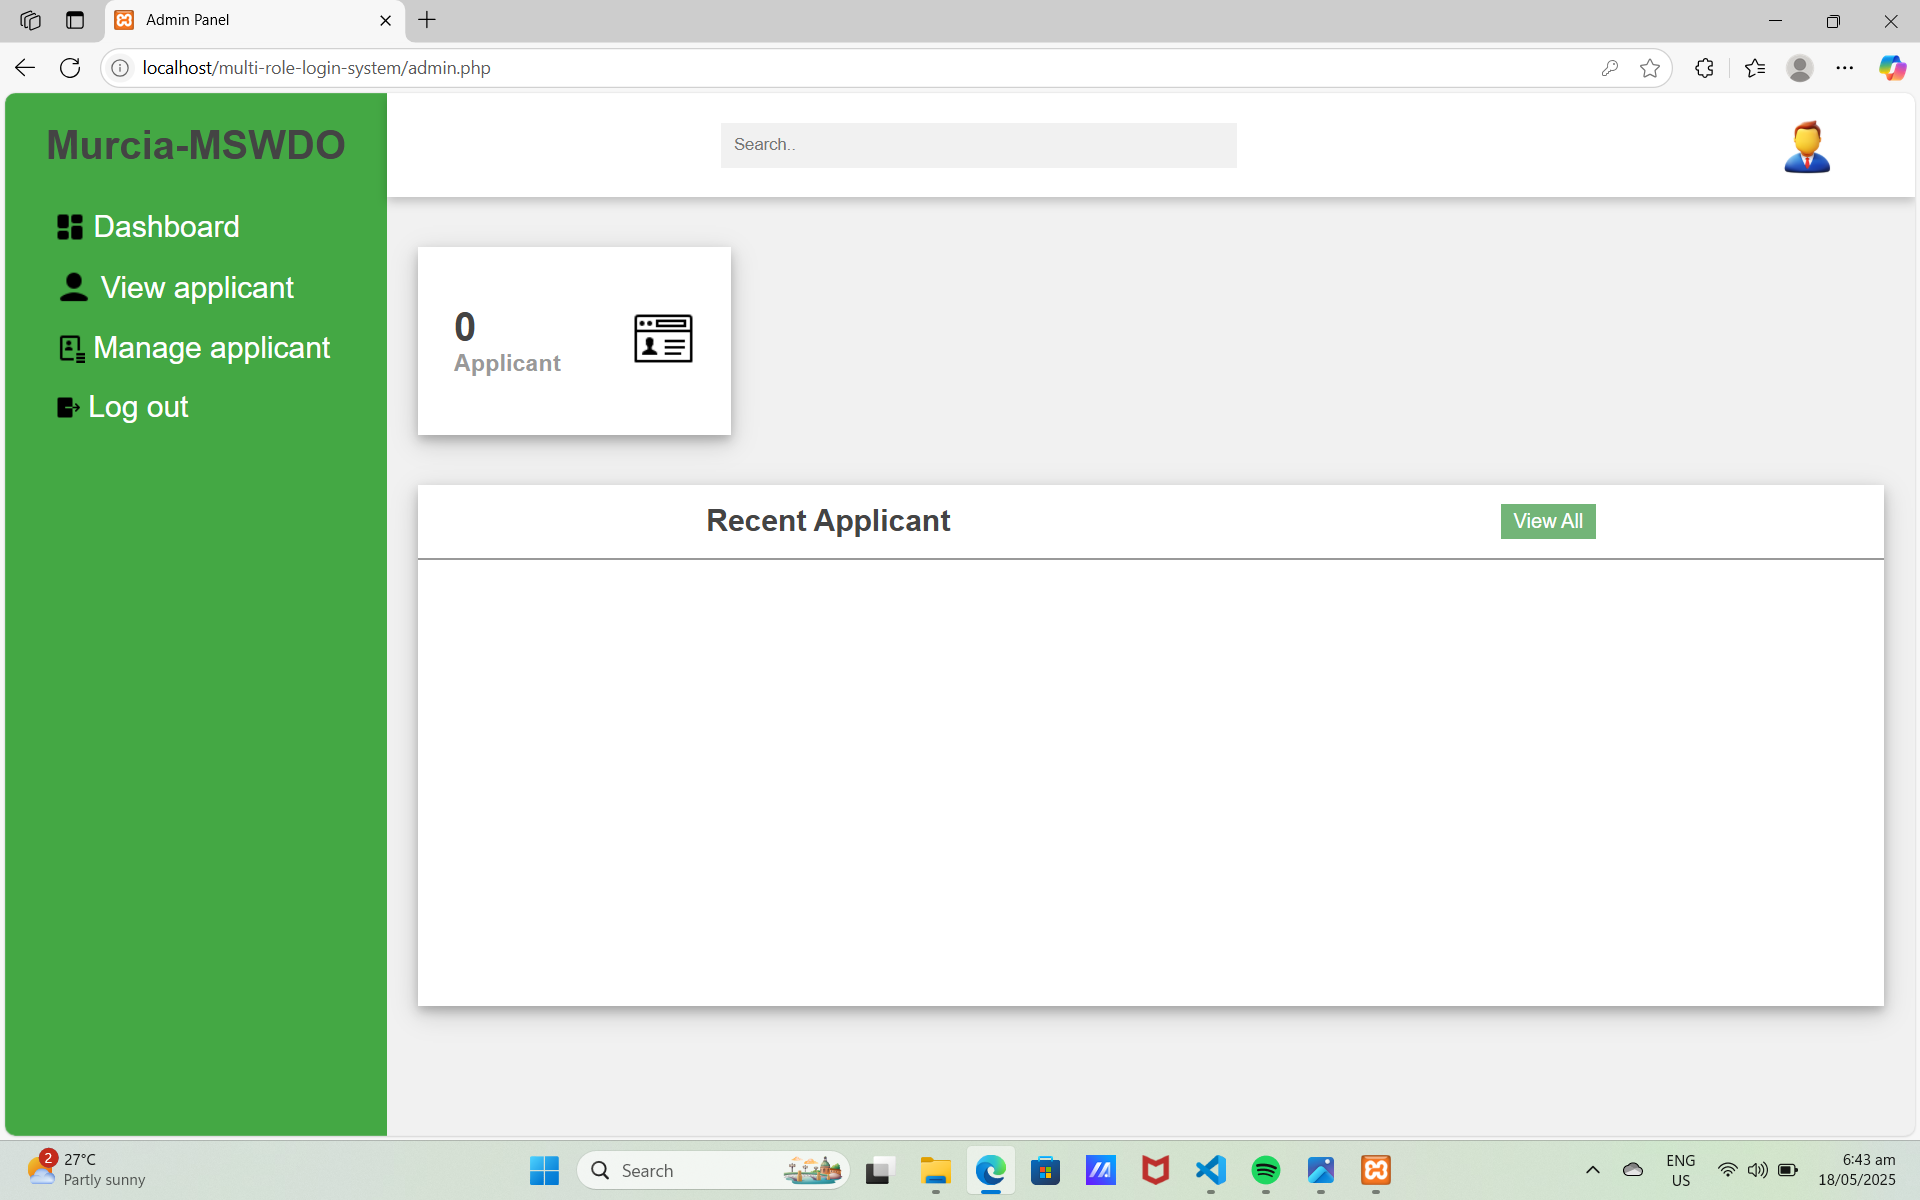 Admin Panel
localhost/multi-role-login-system/admin.php
Murcia-MSWDO
Search..
Dashboard
View applicant
Manage applicant
Log out
0
Applicant
Recent Applicant
View All
2
27°C
Partly sunny
Search
ENG
US
6:43 am
18/05/2025